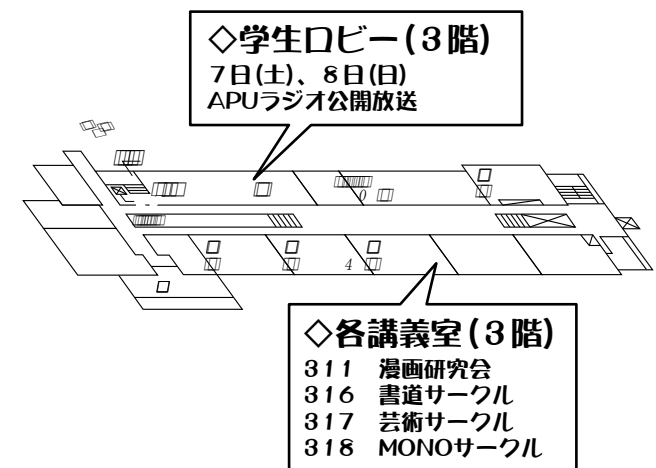 ◇学生ロビー(3階)
7日(土)、8日(日)
APUラジオ公開放送
0
4
◇各講義室(3階)
311 漫画研究会
316 書道サークル
317 芸術サークル
318 MONOサークル